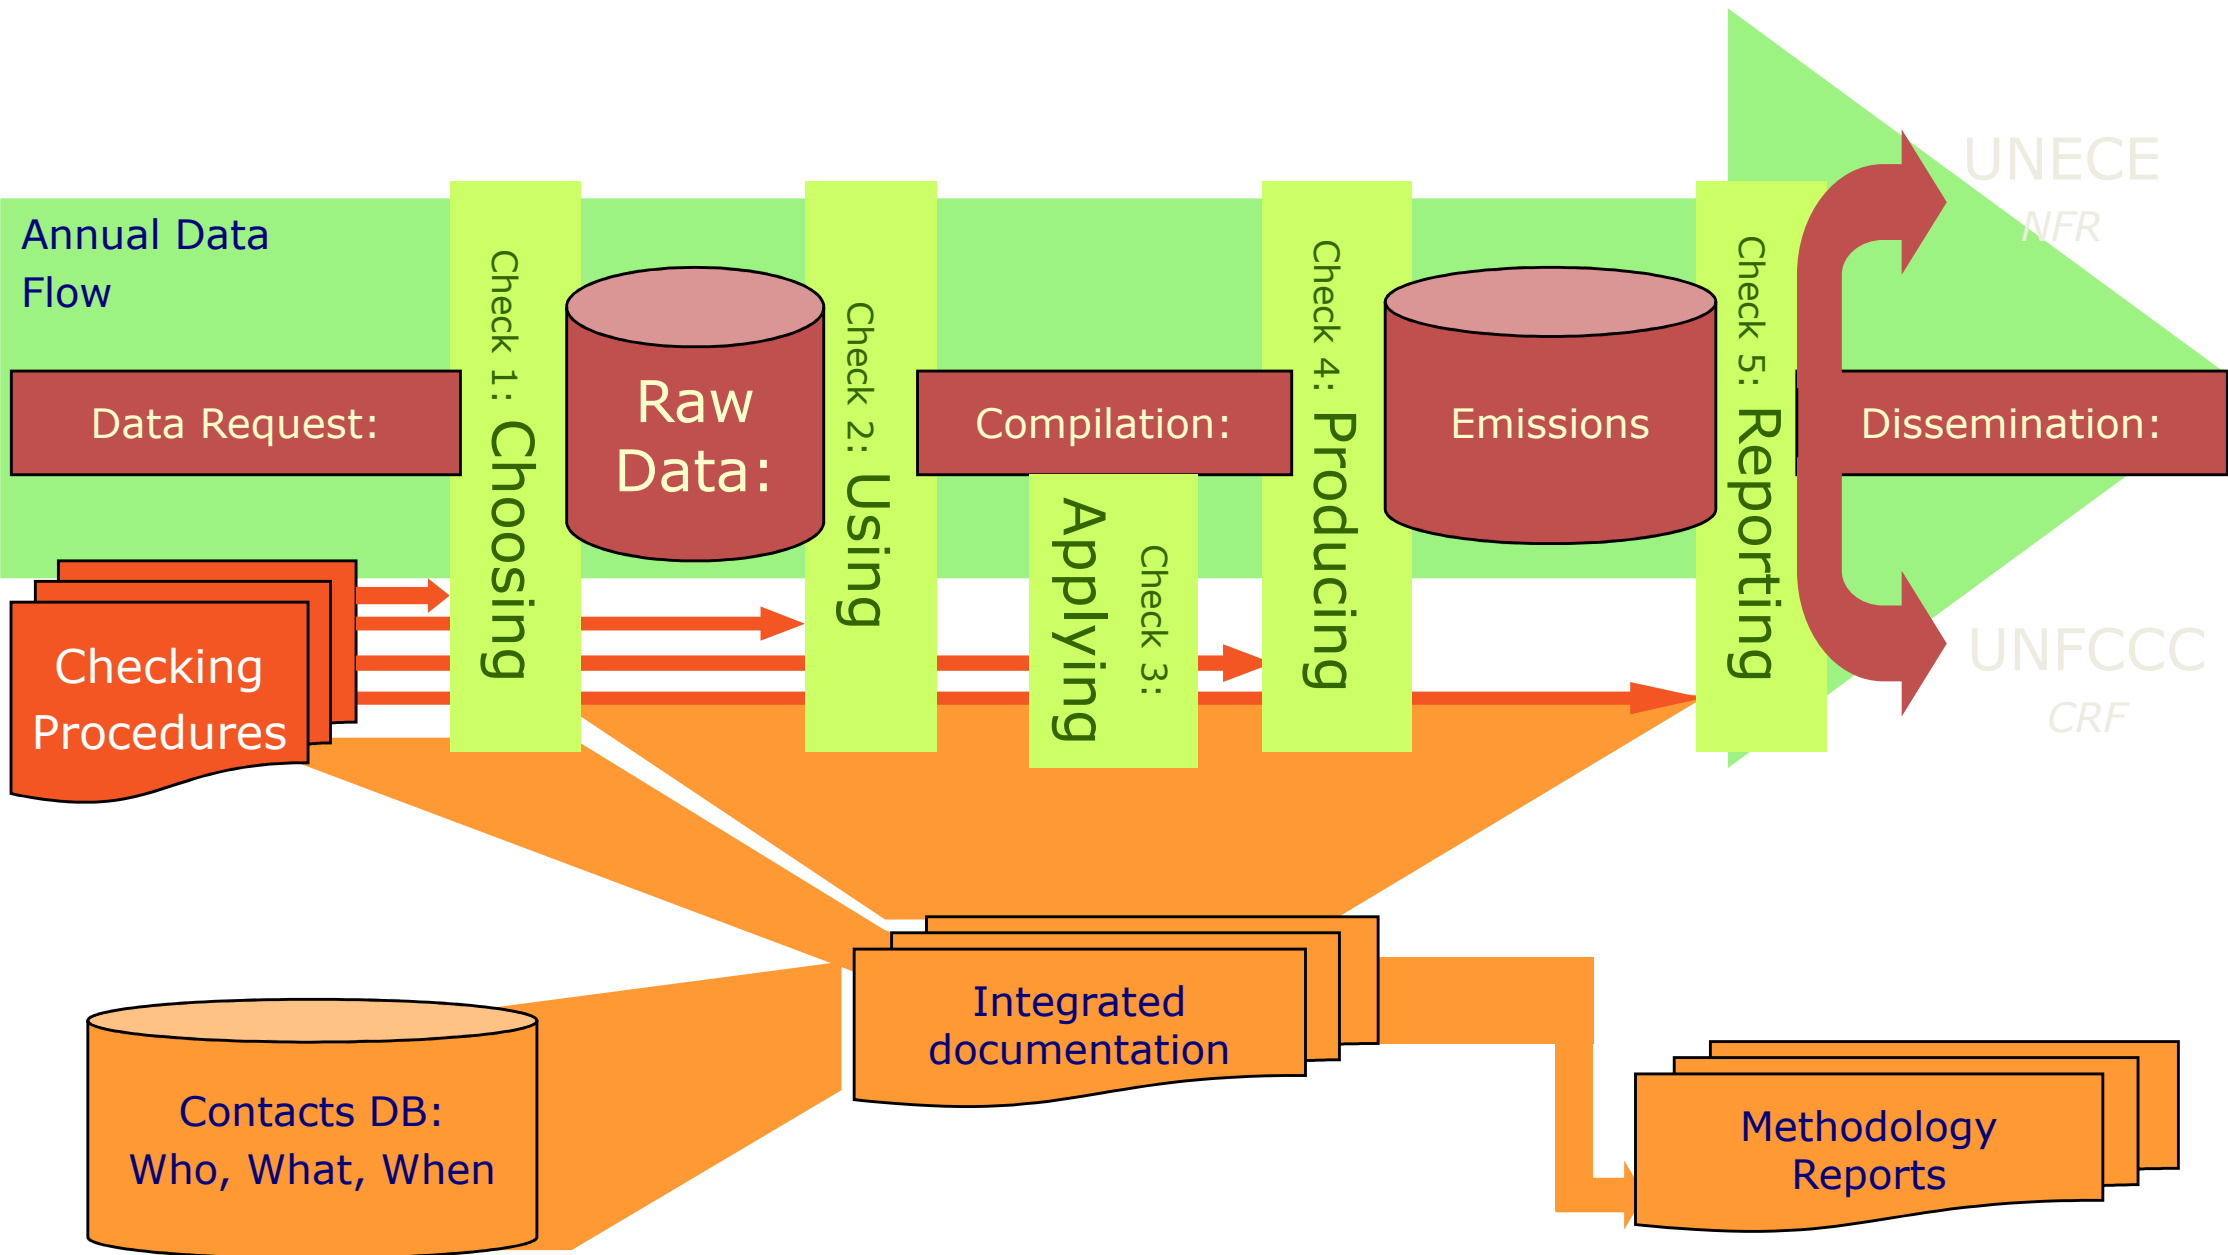 UNECE
NFR
Annual Data
Flow
Data Request:
Check 1: Choosing
Raw
Data:
Check 2: Using
Compilation:
Check 3:
Applying
Check 4: Producing
Emissions
Check 5: Reporting
Dissemination:
UNFCCC
CRF
Checking
Procedures
Integrated
documentation
Contacts DB:
Who, What, When
Methodology
Reports